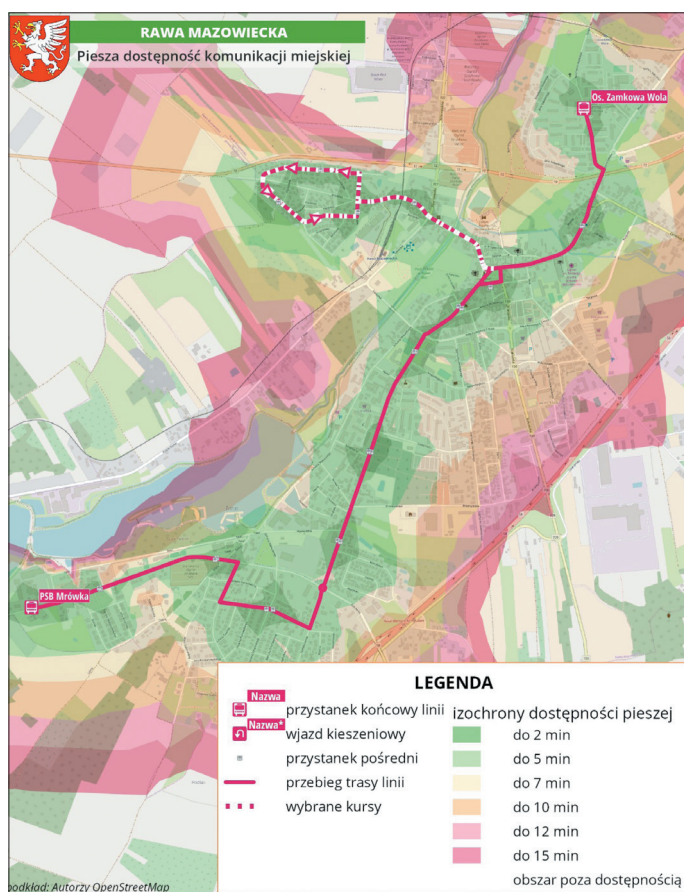 RAWA MAZOWIECKA
Piesza dostępność komunikacji miejskiej
Os. Zamkowa Wola
PSB Mrówka
LEGENDA
Nazwa
przystanek końcowy linii
Nazwa*
wjazd kieszeniowy
przystanek pośredni
przebieg trasy linii
wybrane kursy
izochrony dostępności pieszej
do 2 min
do 5 min
do 7 min
do 10 min
do 12 min
do 15 min
obszar poza dostępnością
podkład: Autorzy OpenStreetMap